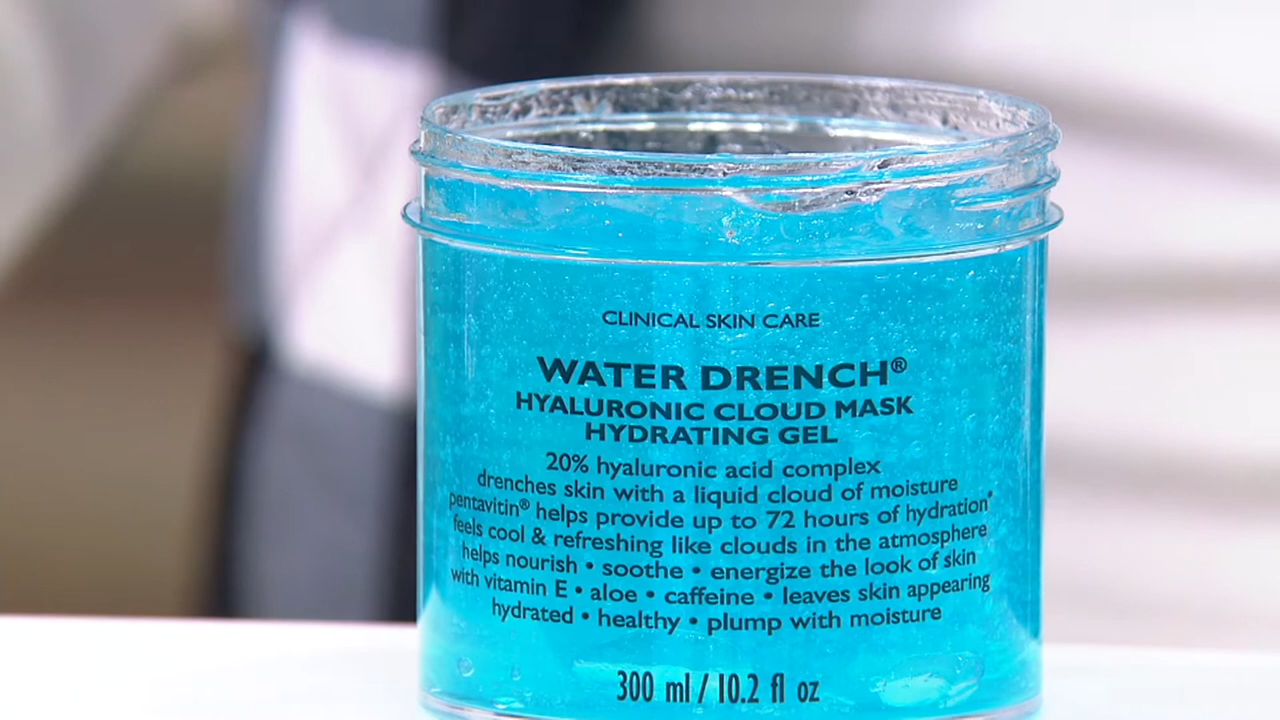 CLINICAL SKIN CARE
WATER DRENCH®
HYALURONIC CLOUD MASK
HYDRATING GEL
20% hyaluronic acid complex
drenches skin with a liquid cloud of moisture
pentavitin® helps provide up to 72 hours of hydration*
feels cool & refreshing like clouds in the atmosphere
helps nourish • soothe • energize the look of skin
with vitamin E • aloe • caffeine • leaves skin appearing
hydrated • healthy • plump with moisture
300 ml / 10.2 fl oz